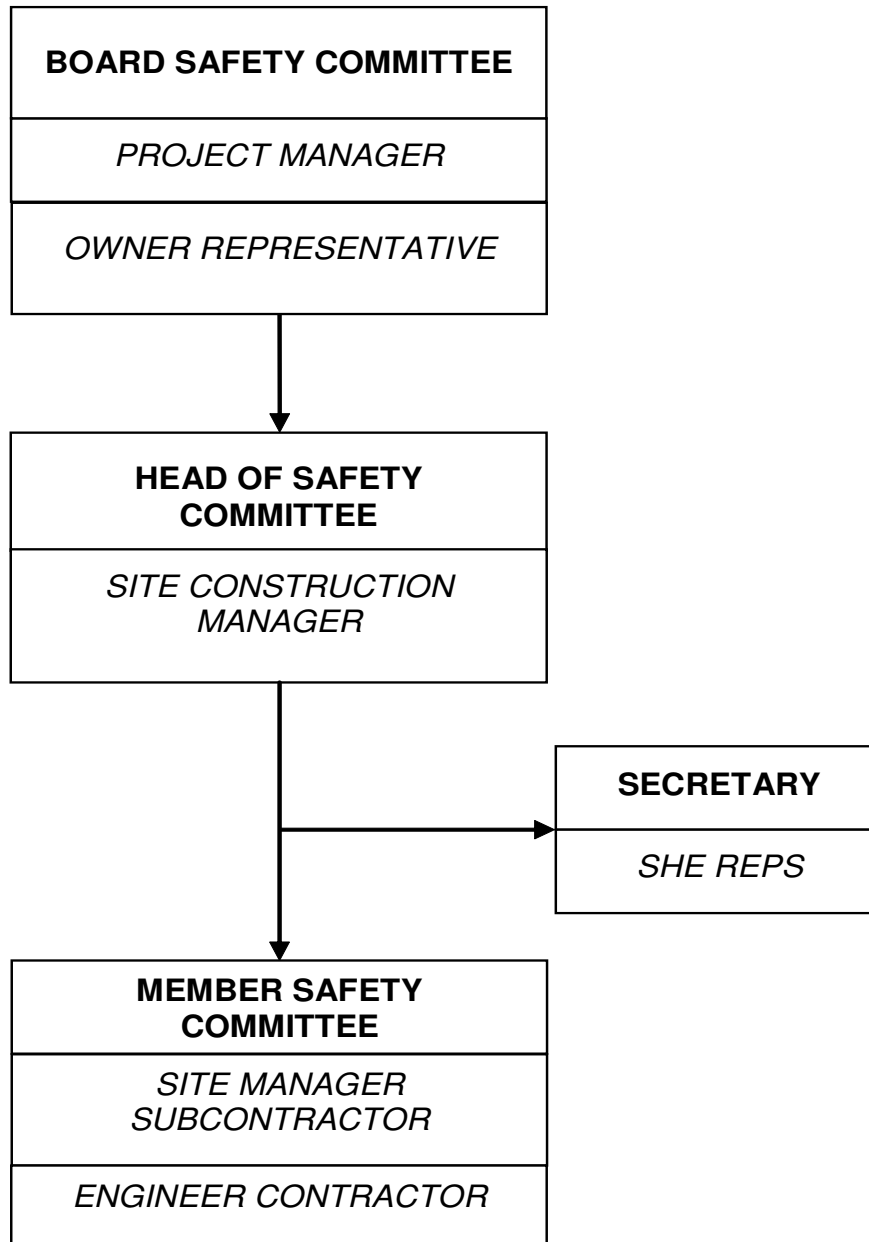 BOARD SAFETY COMMITTEE
PROJECT MANAGER
OWNER REPRESENTATIVE
HEAD OF SAFETY
COMMITTEE
SITE CONSTRUCTION
MANAGER
SECRETARY
SHE REPS
MEMBER SAFETY
COMMITTEE
SITE MANAGER
SUBCONTRACTOR
ENGINEER CONTRACTOR